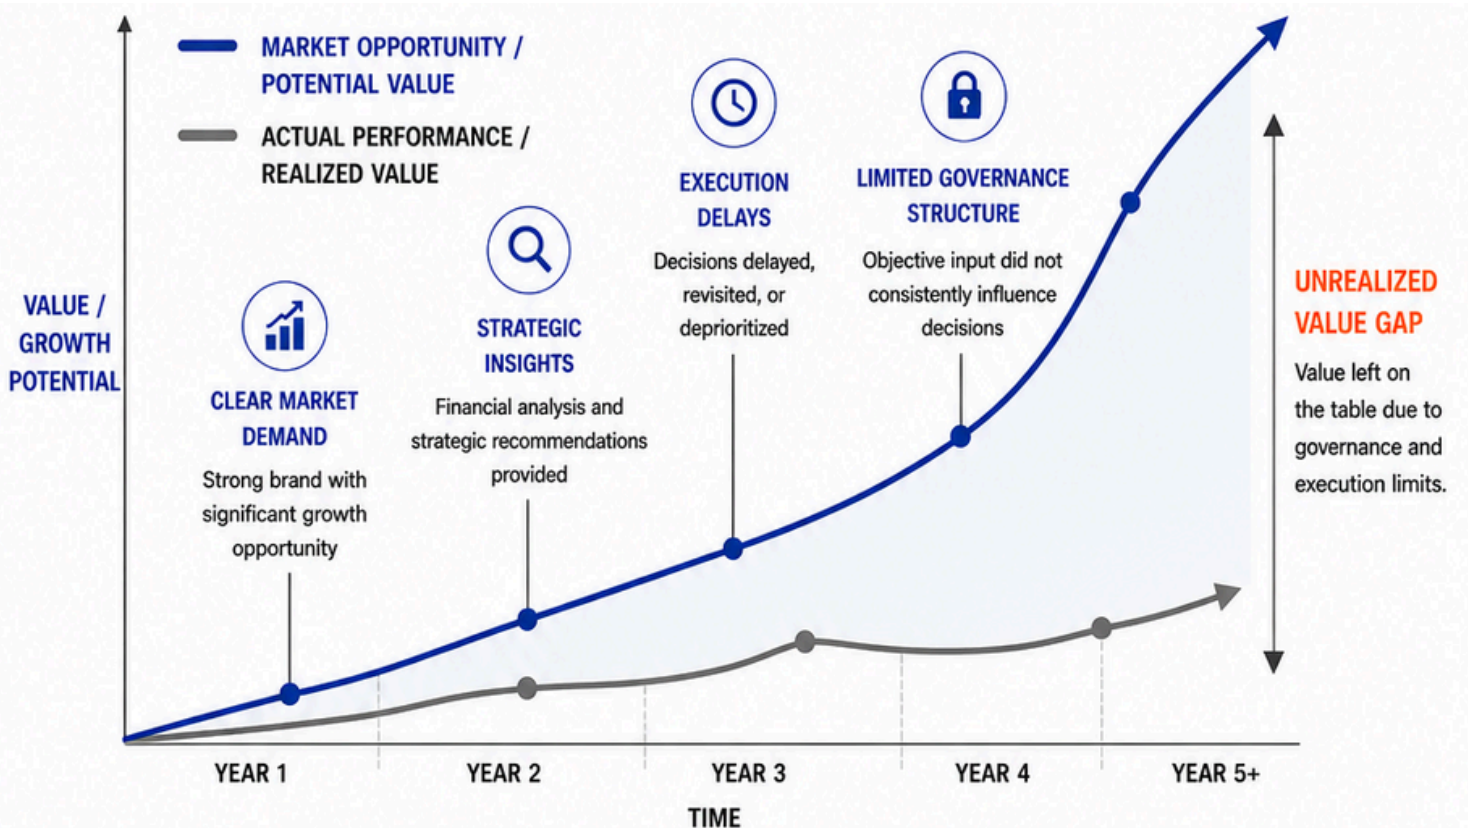 MARKET OPPORTUNITY /
POTENTIAL VALUE
ACTUAL PERFORMANCE /
REALIZED VALUE
VALUE /
GROWTH
POTENTIAL
CLEAR MARKET
DEMAND
Strong brand with
significant growth
opportunity
STRATEGIC
INSIGHTS
Financial analysis and
strategic recommendations
provided
EXECUTION
DELAYS
Decisions delayed,
revisited, or
deprioritized
LIMITED GOVERNANCE
STRUCTURE
Objective input did not
consistently influence
decisions
UNREALIZED
VALUE GAP
Value left on
the table due to
governance and
execution limits.
YEAR 1
YEAR 2
YEAR 3
YEAR 4
YEAR 5+
TIME